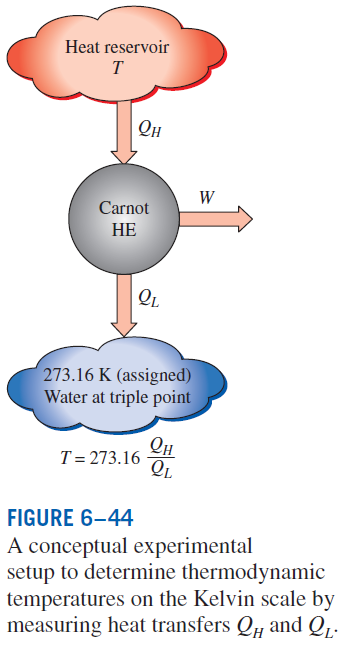 Heat reservoir
T
Q_H
Carnot
HE
W
Q_L
273.16 K (assigned)
Water at triple point
T = 273.16 Q_H/Q_L
FIGURE 6–44
A conceptual experimental
setup to determine thermodynamic
temperatures on the Kelvin scale by
measuring heat transfers Q_H and Q_L.